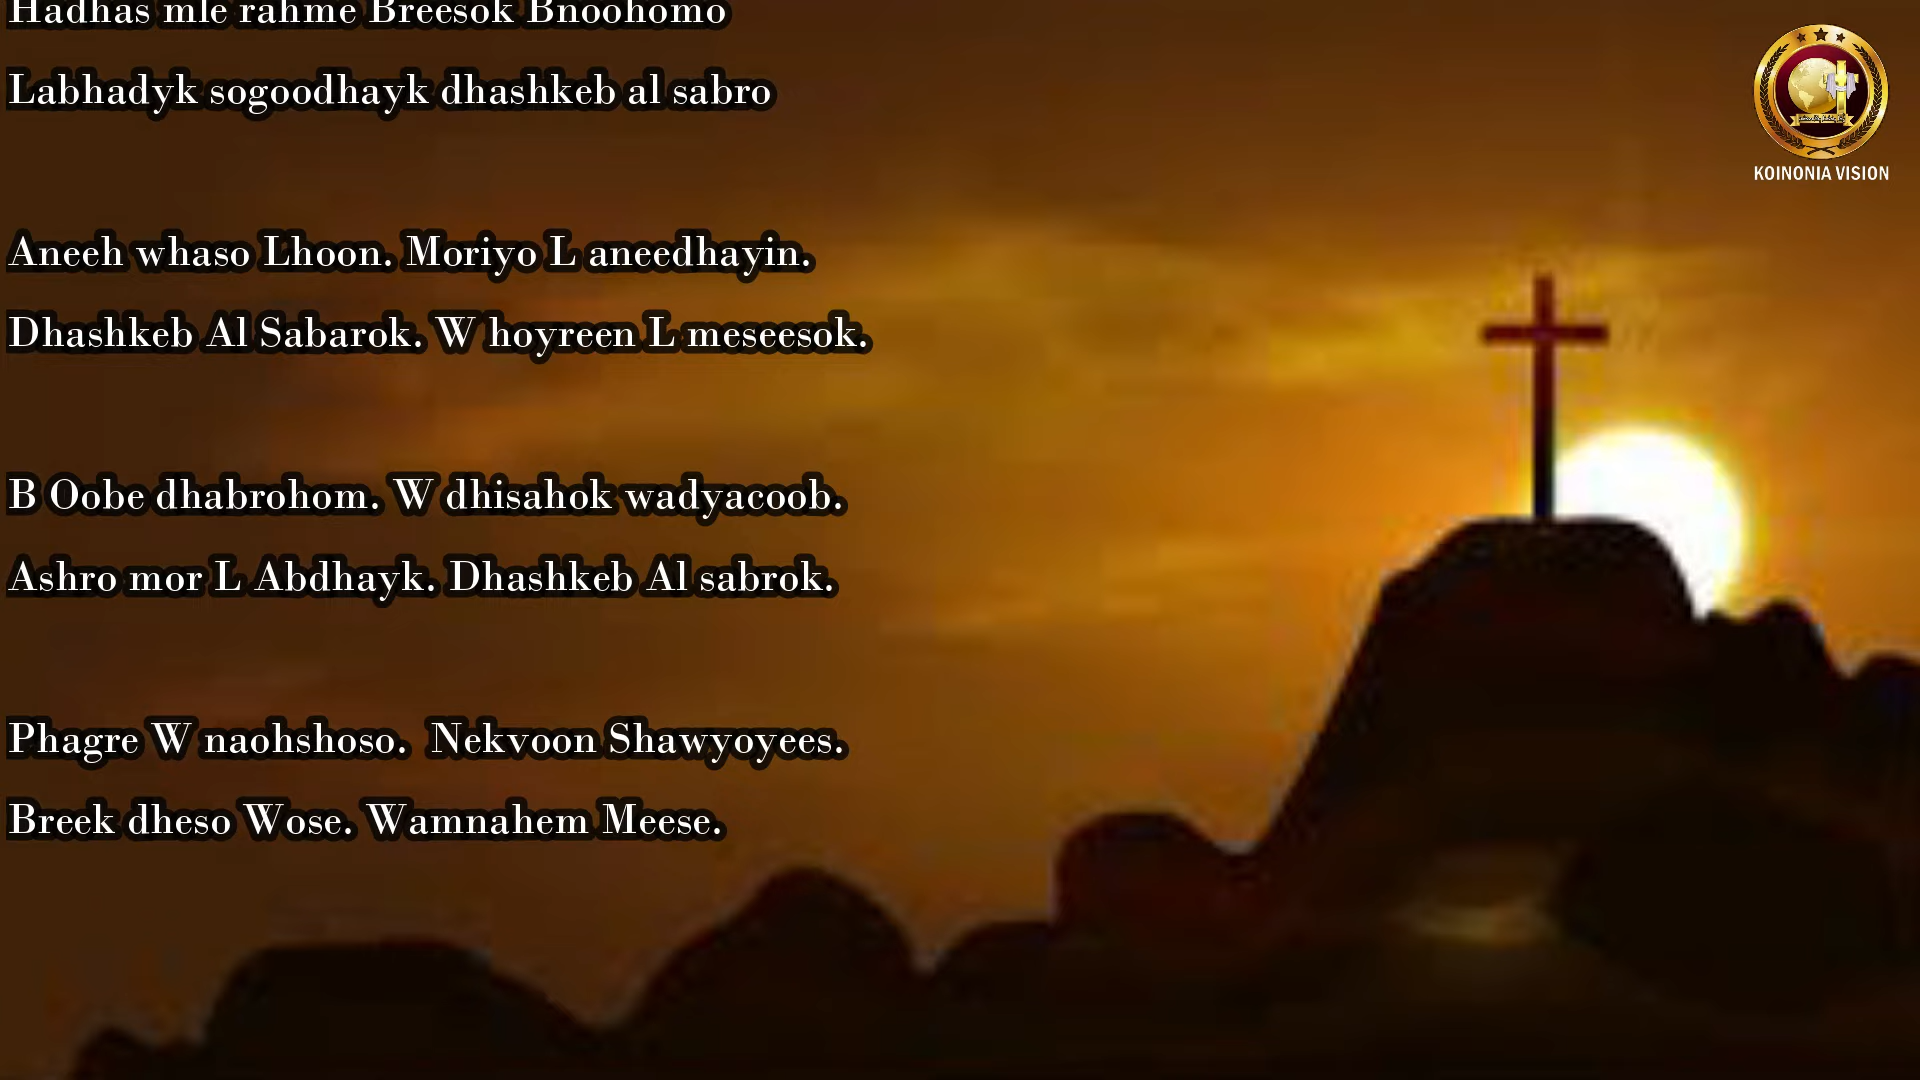 Hadhas mle rahme Breesok Bnoohomo
Labhadyk sogoodhayk dhashkeb al sabro
Aneeh whaso Lhoon. Moriyo L aneedhayin.
Dhashkeb Al Sabarok. W hoyreen L meseesok.
B Oobe dhabrohom. W dhisahok wadyacoob.
Ashro mor L Abdhayk. Dhashkeb Al sabrok.
Phagre W naohshoso. Nekvoon Shawyoyees.
Breek dheso Wose. Wamnahem Meese.
KOINONIA VISION